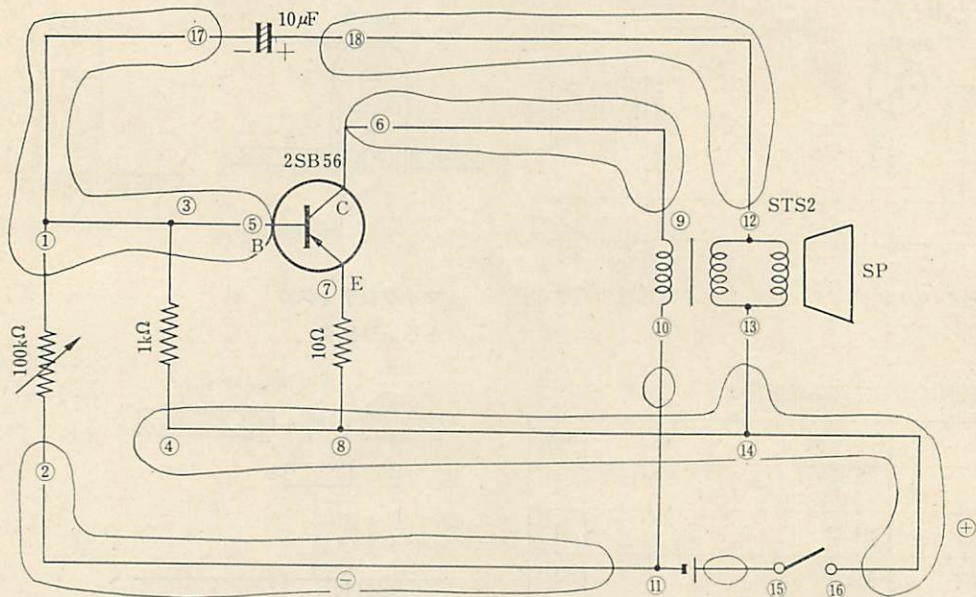 10μF
⑰ − + ⑱
⑥
2SB56
C
③ ⑤
① B
⑦ E
⑨ ⑫ STS2
SP
⑩ ⑬
100kΩ
1kΩ
10Ω
② ④ ⑧ ⑭
⊖ ⑪ ⑮ ⑯ ⊕